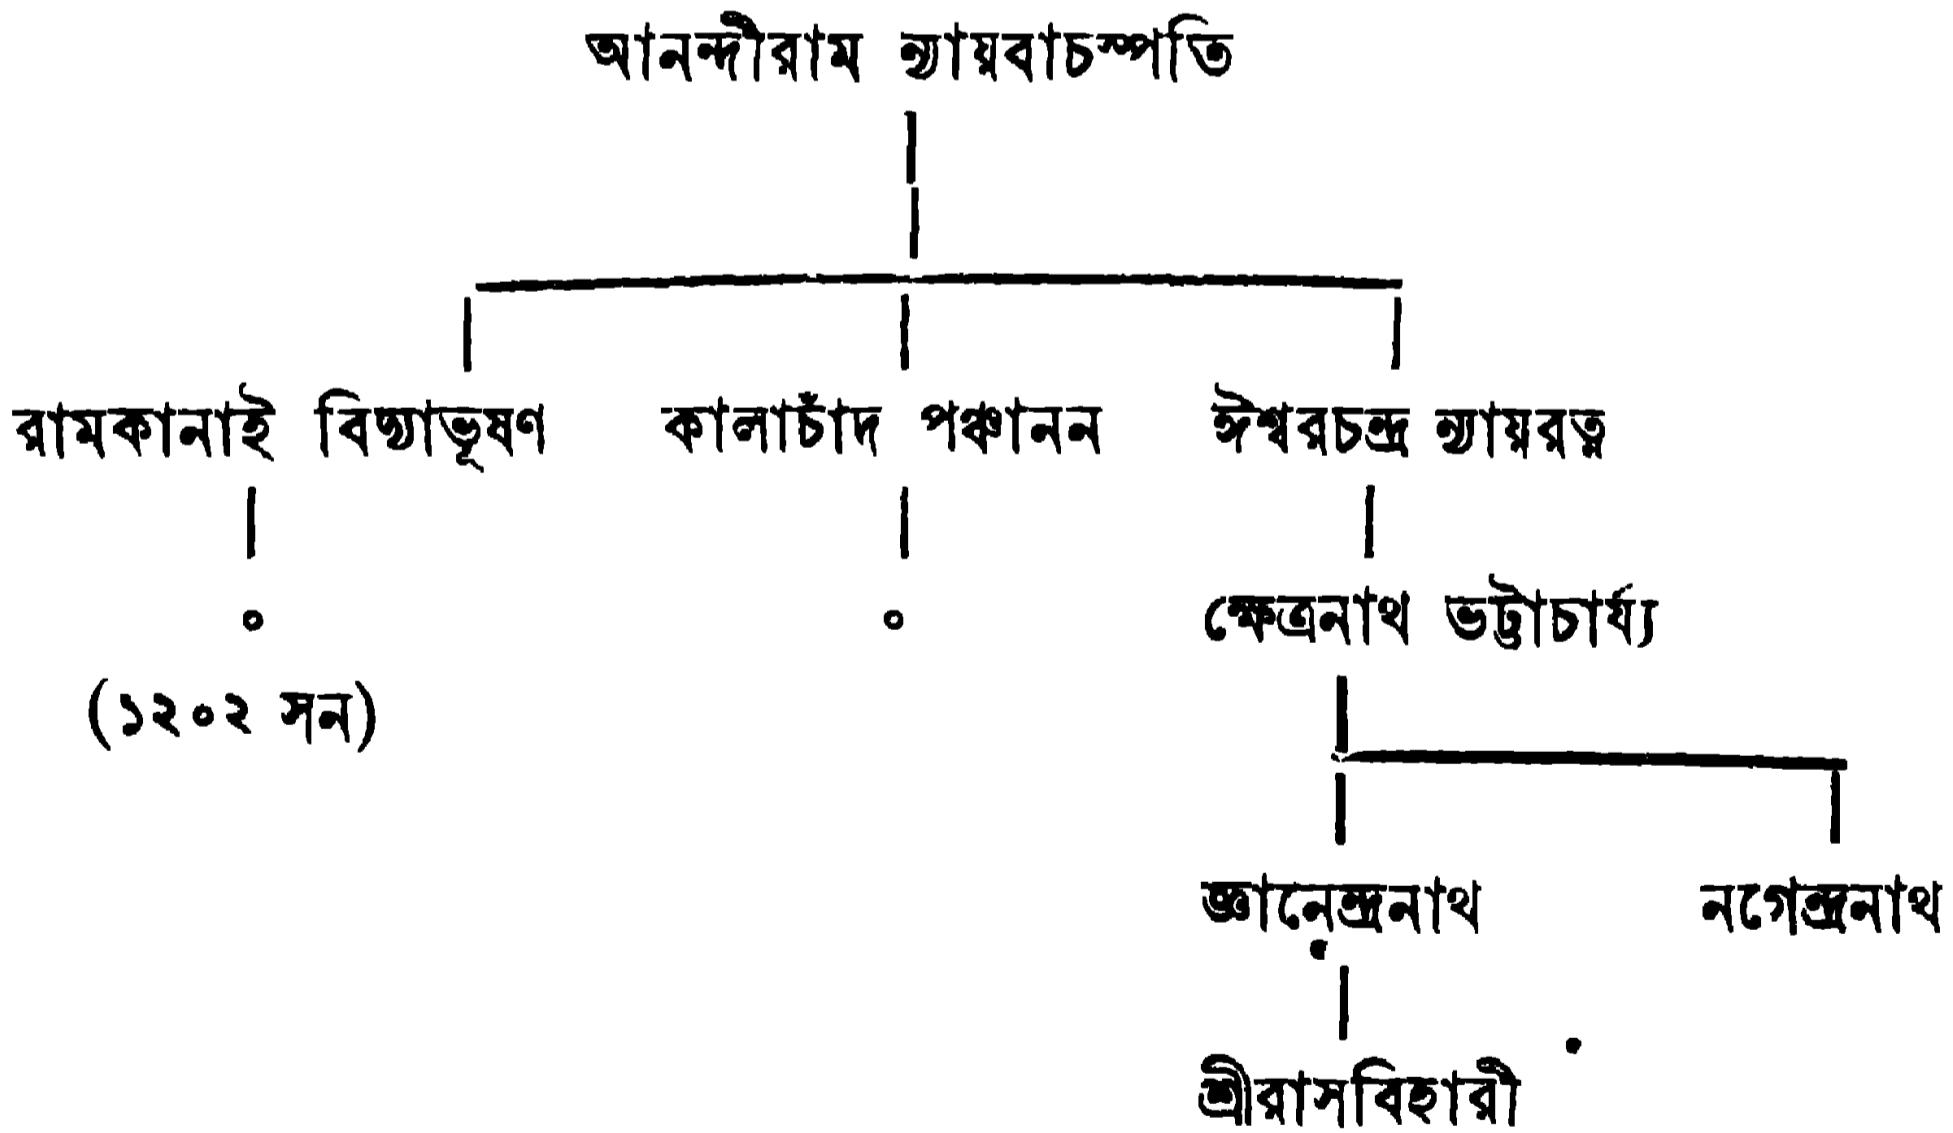 আনন্দীরাম ন্যায়বাচস্পতি
রামকানাই বিদ্যাভূষণ কালাচাঁদ পঞ্চানন ঈশ্বরচন্দ্র ন্যায়রত্ন
০ ০ ক্ষেত্রনাথ ভট্টাচার্য্য
(১২০২ সন)
জ্ঞানেন্দ্রনাথ নগেন্দ্রনাথ
শ্রীরাসবিহারী